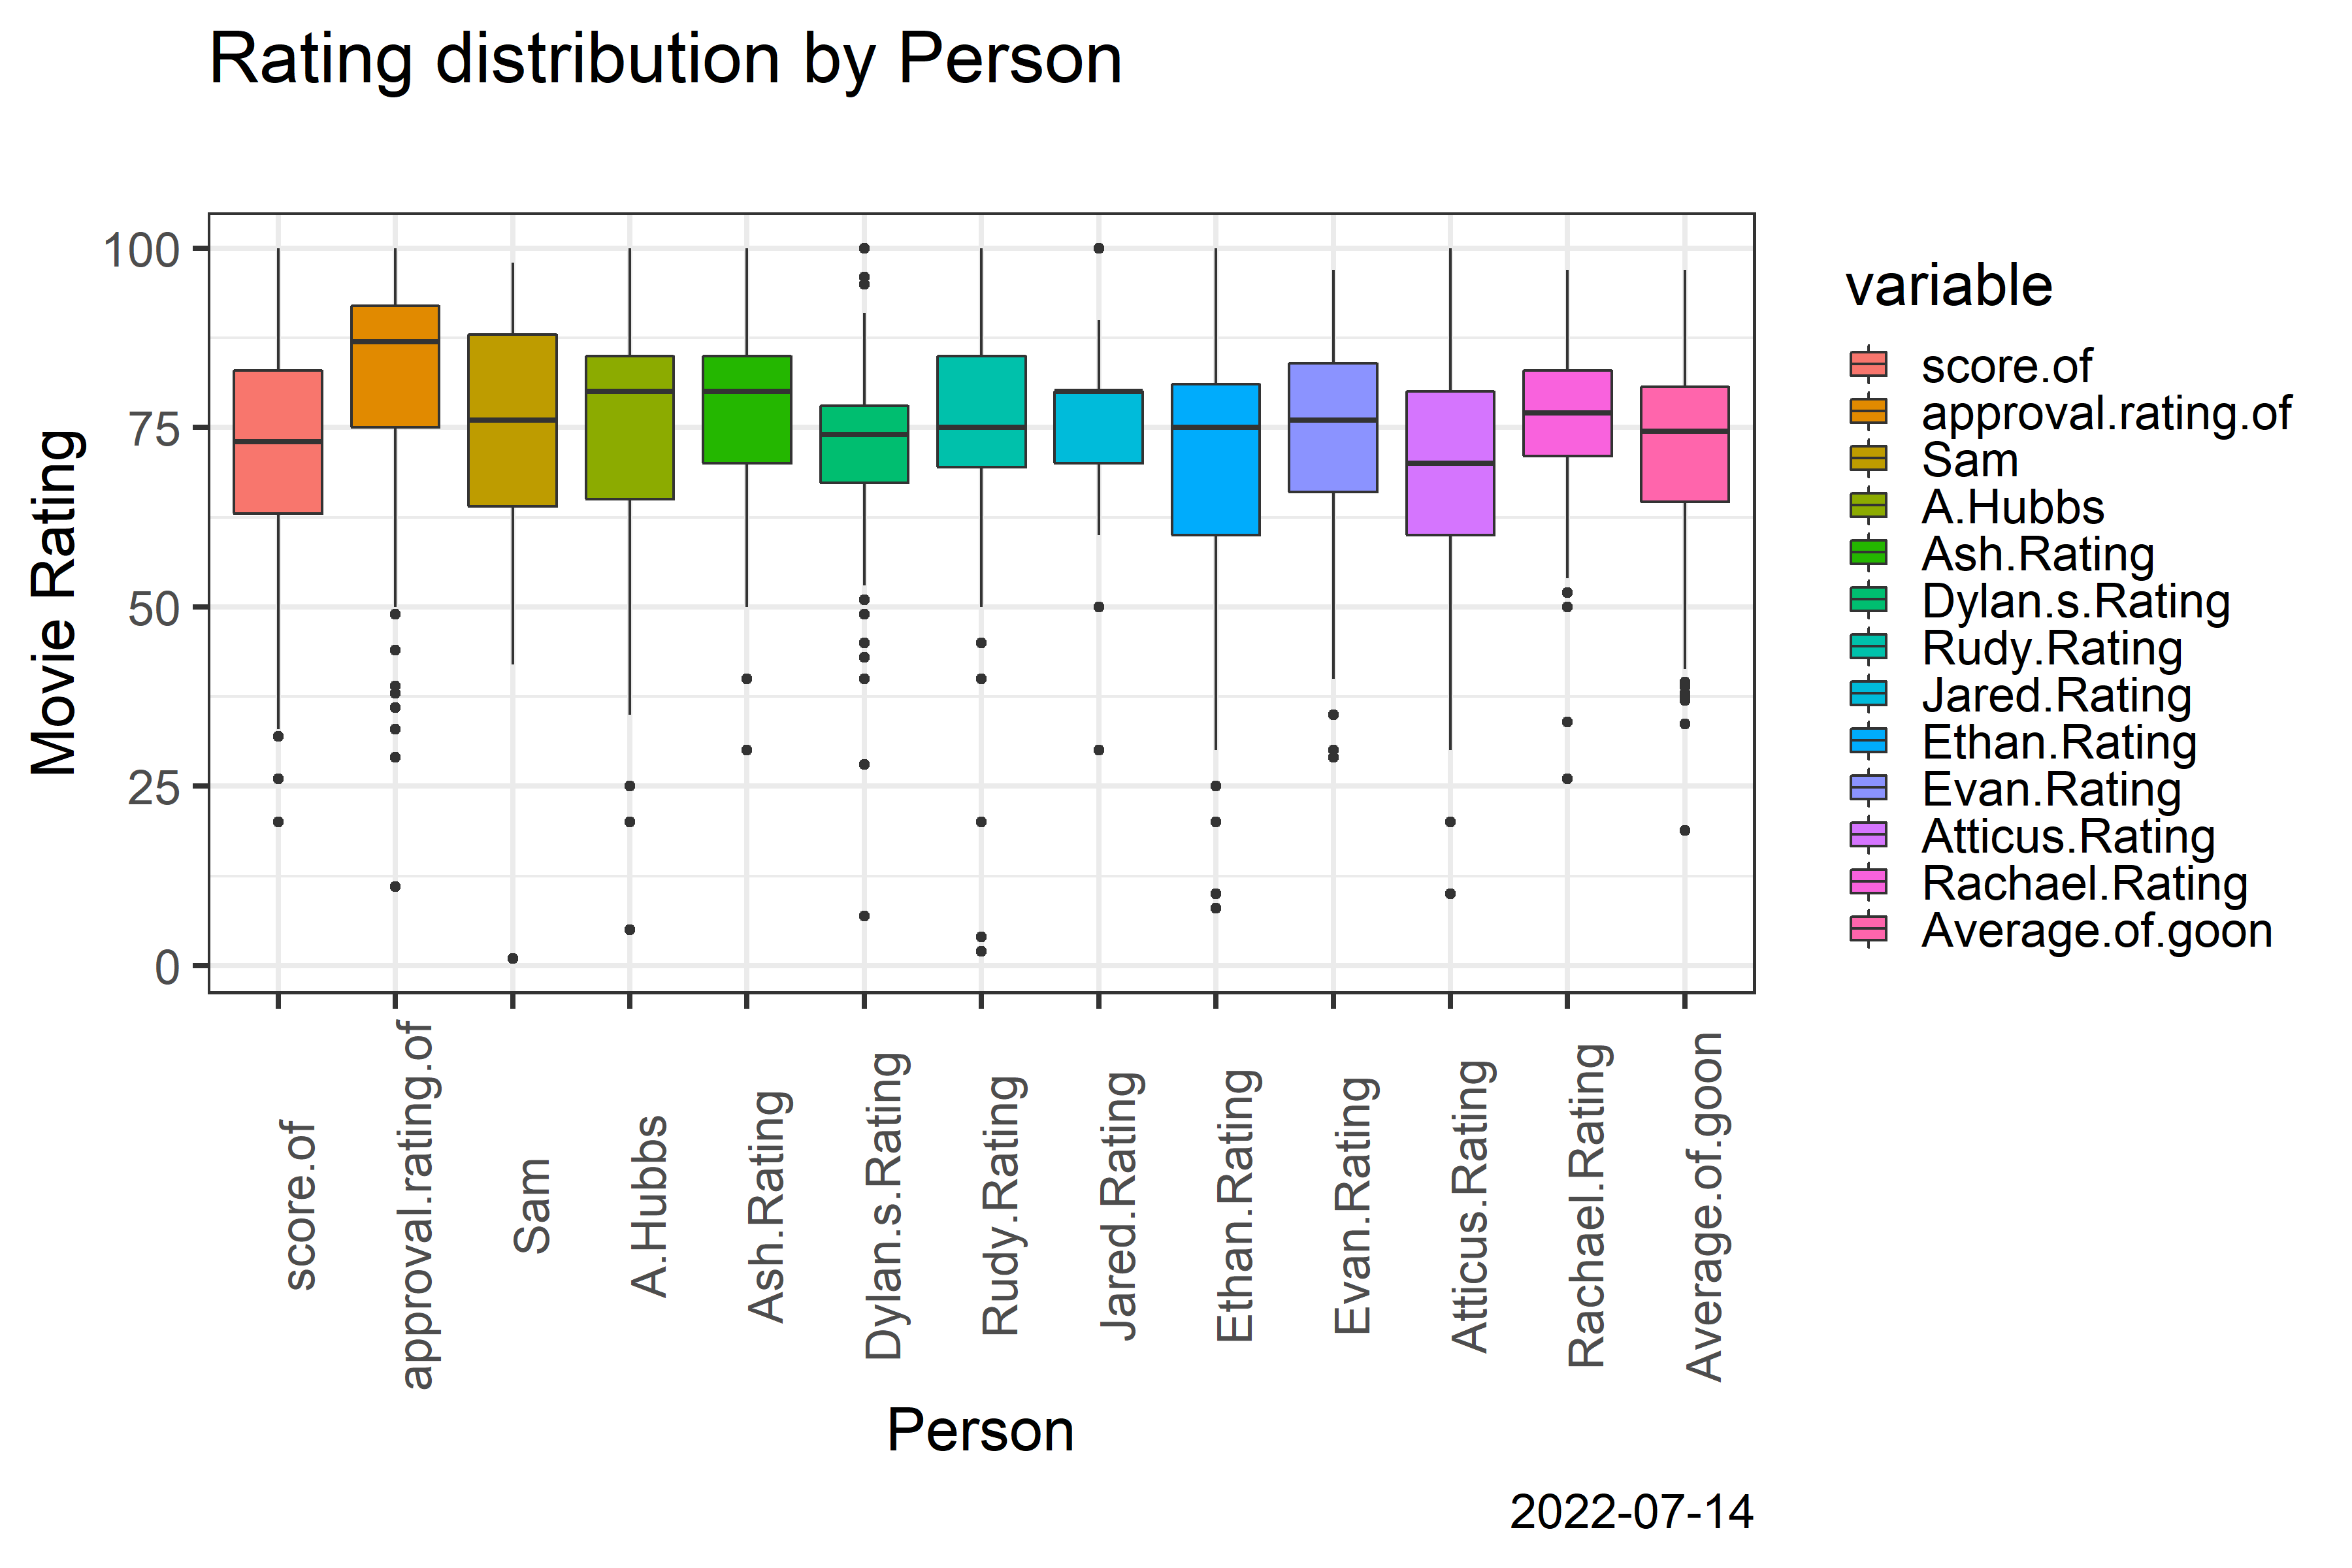 Rating distribution by Person
Movie Rating
100
75
50
25
0
score.of
approval.rating.of
Sam
A.Hubbs
Ash.Rating
Dylan.s.Rating
Rudy.Rating
Jared.Rating
Ethan.Rating
Evan.Rating
Atticus.Rating
Rachael.Rating
Average.of.goon
Person
variable
score.of
approval.rating.of
Sam
A.Hubbs
Ash.Rating
Dylan.s.Rating
Rudy.Rating
Jared.Rating
Ethan.Rating
Evan.Rating
Atticus.Rating
Rachael.Rating
Average.of.goon
2022-07-14